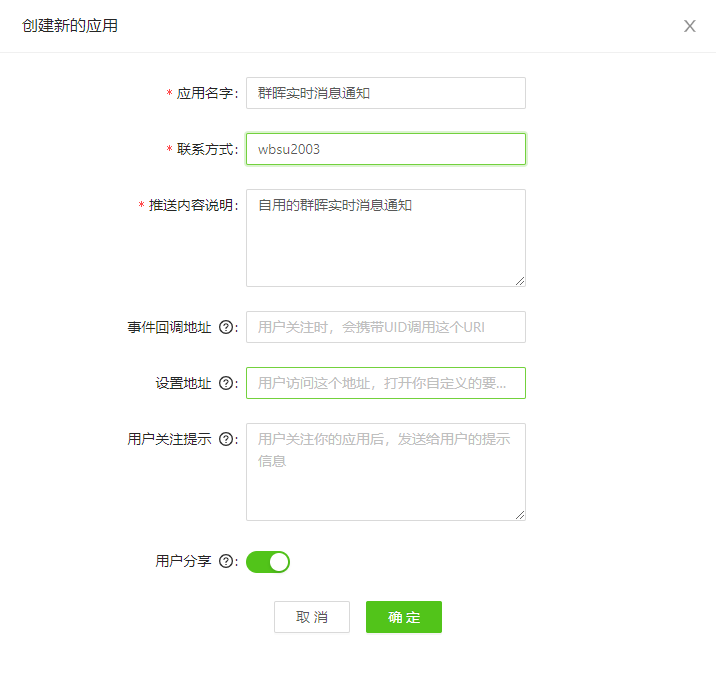 创建新的应用
* 应用名字:
群晖实时消息通知
* 联系方式:
wbsu2003
* 推送内容说明:
自用的群晖实时消息通知
事件回调地址 ?:
用户关注时，会携带UID调用这个URI
设置地址 ?:
用户访问这个地址，打开你自定义的要...
用户关注提示 ?:
用户关注你的应用后，发送给用户的提示
信息
用户分享 ?:
取 消
确 定